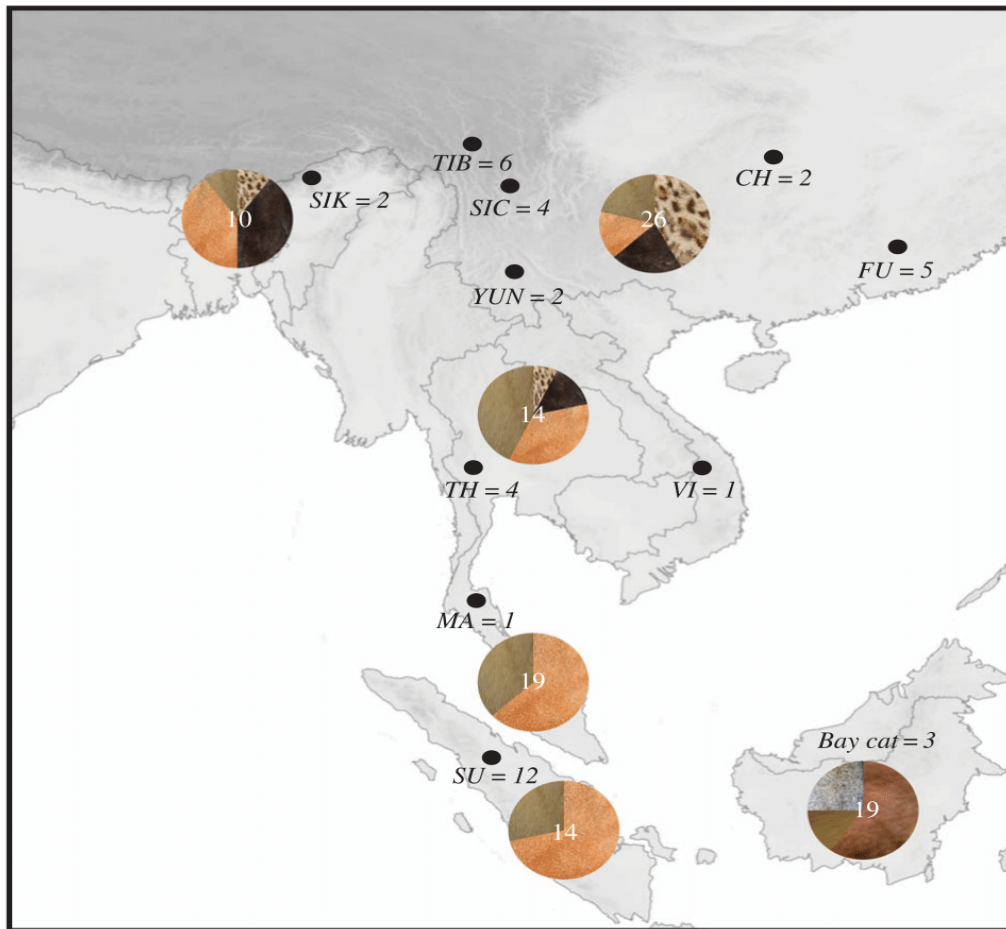 TIB = 6
CH = 2
SIK = 2
SIC = 4
10
26
FU = 5
YUN = 2
14
TH = 4
VI = 1
MA = 1
19
Bay cat = 3
SU = 12
19
14